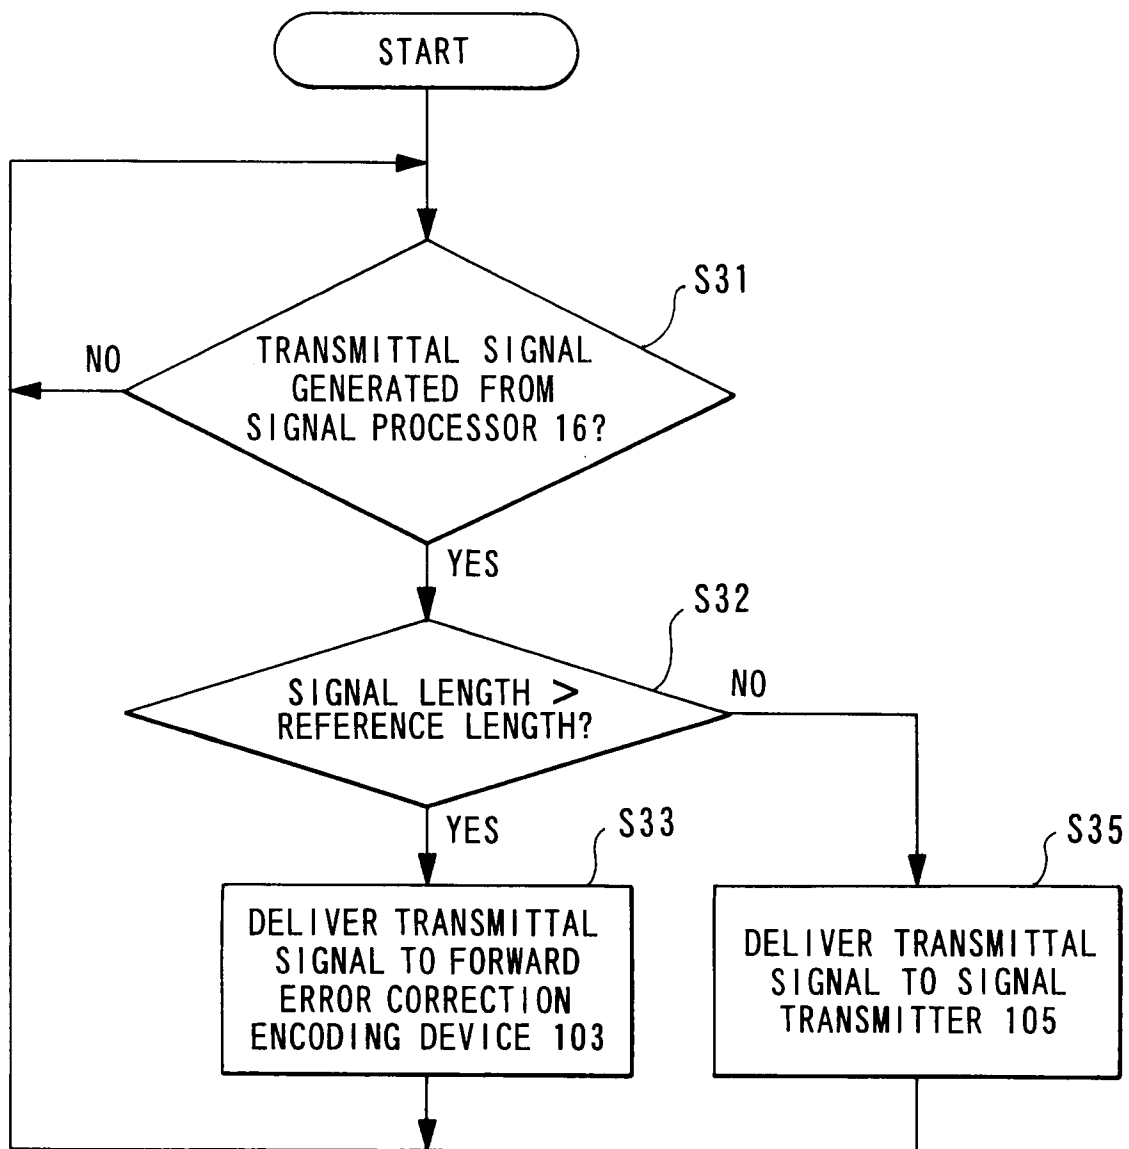 START
S31
NO
TRANSMITTAL SIGNAL
GENERATED FROM
SIGNAL PROCESSOR 16?
YES
S32
NO
SIGNAL LENGTH >
REFERENCE LENGTH?
YES
S33
S35
DELIVER TRANSMITTAL
SIGNAL TO FORWARD
ERROR CORRECTION
ENCODING DEVICE 103
DELIVER TRANSMITTAL
SIGNAL TO SIGNAL
TRANSMITTER 105